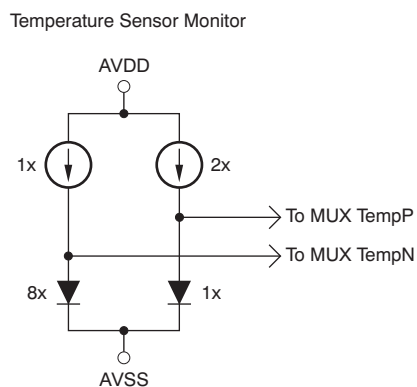 Temperature Sensor Monitor
AVDD
1x
2x
To MUX TempP
To MUX TempN
8x
1x
AVSS